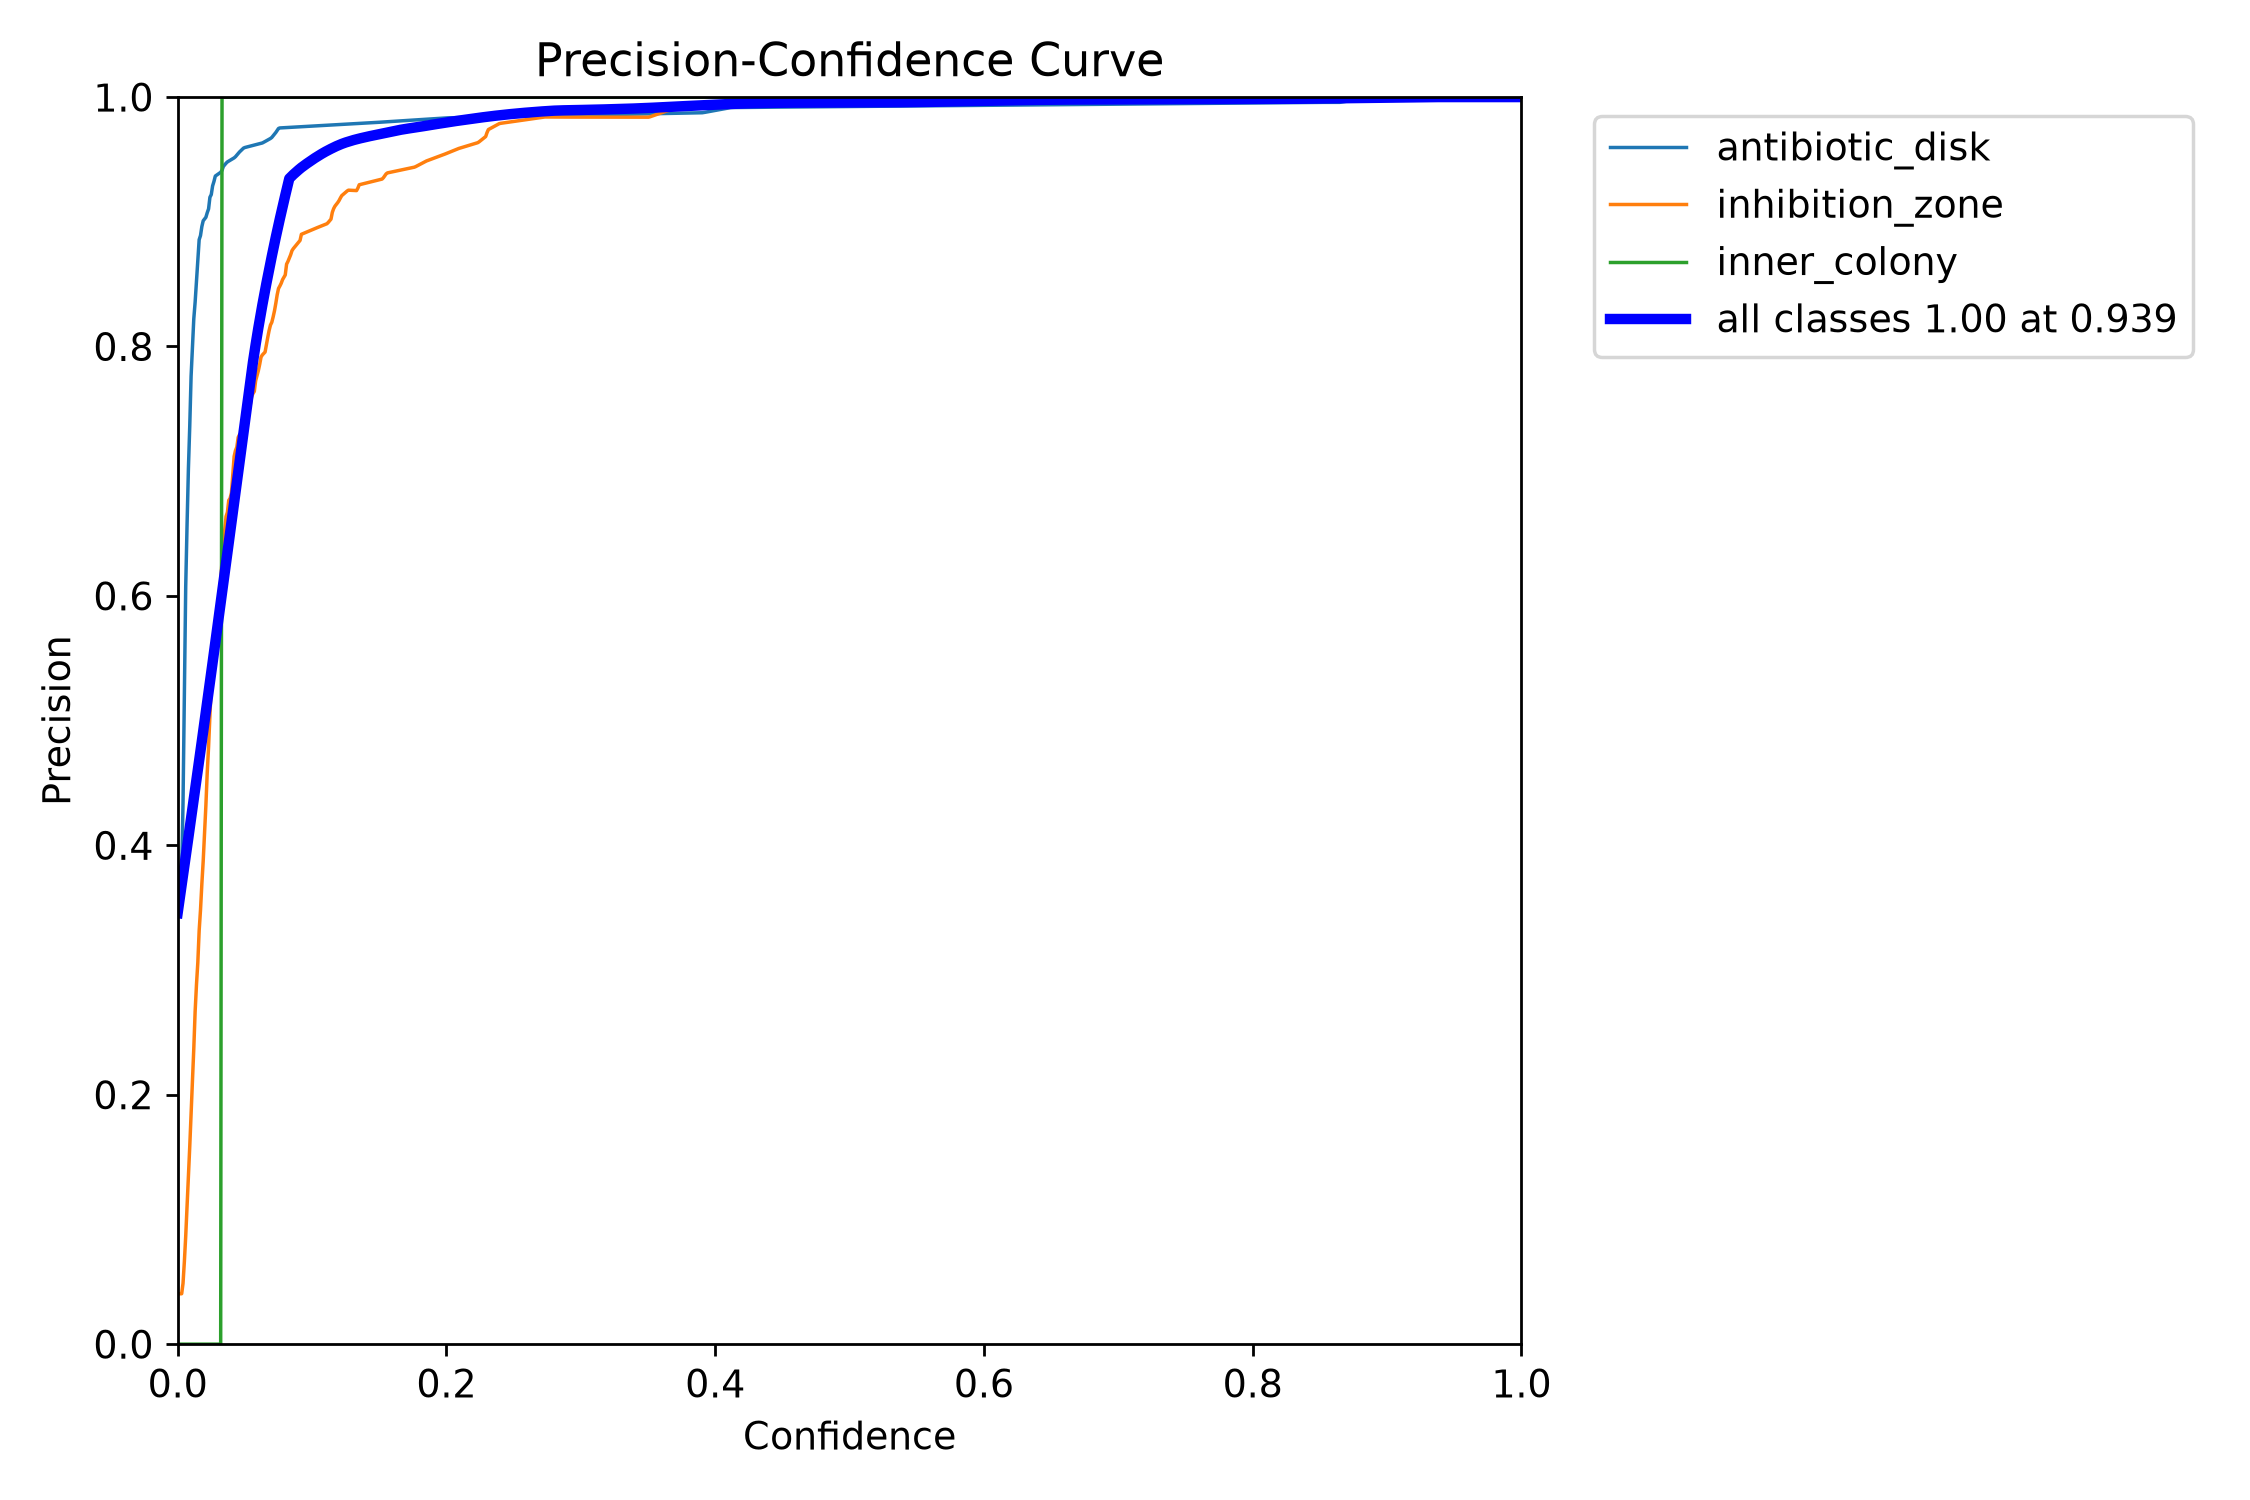 Precision-Confidence Curve
1.0
0.8
0.6
0.4
0.2
0.0
Precision
0.0 0.2 0.4 0.6 0.8 1.0
Confidence
antibiotic_disk
inhibition_zone
inner_colony
all classes 1.00 at 0.939